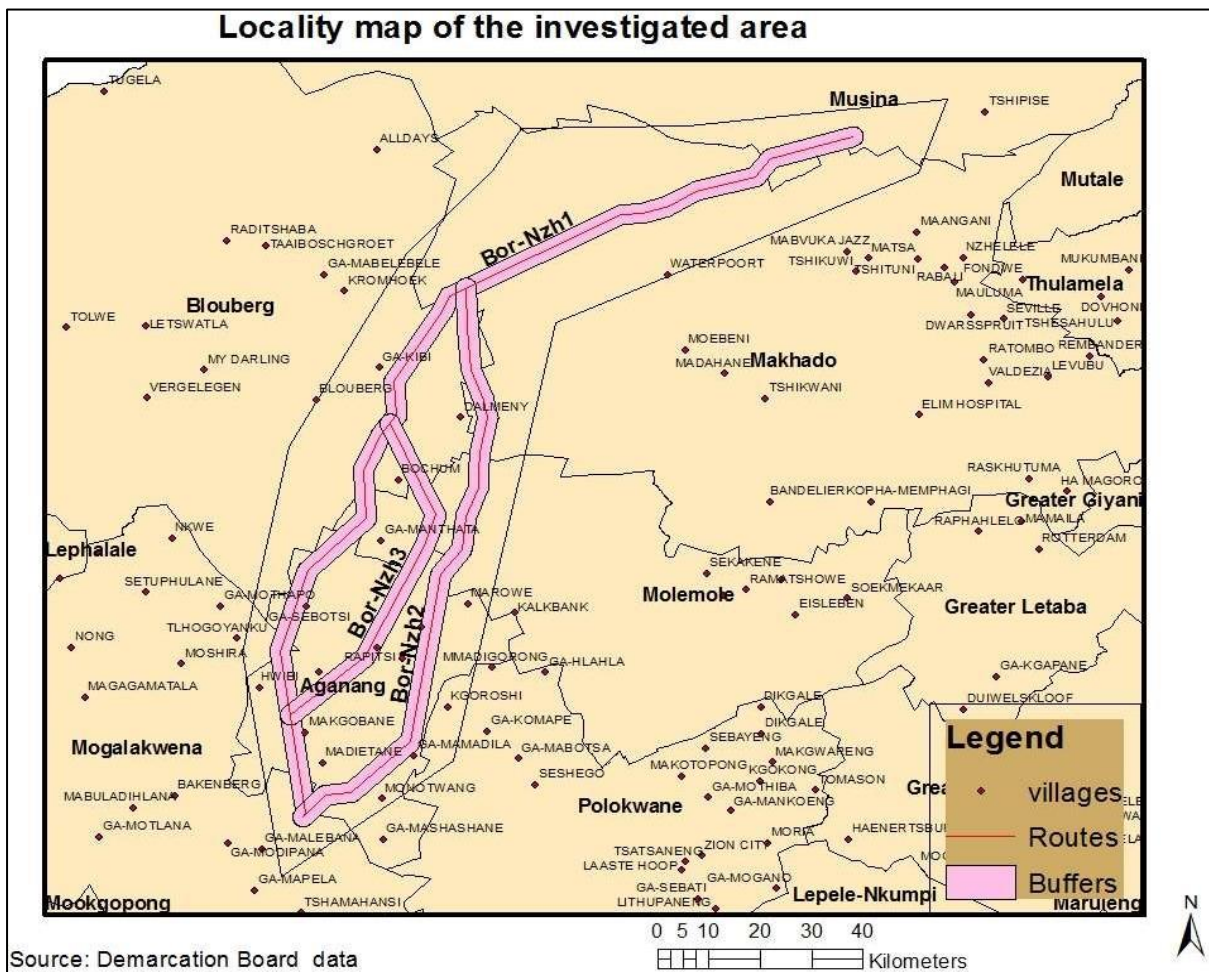 Locality map of the investigated area
TUGELA
Musina
TSHIPISE
ALLDAYS
Mutale
RADITSHABA
TAAIBOSCHGROET
Bor-Nzh1
MAANGANI
MABVUKA JAZZ
MATSA
NZHELELE
GA-MABELEBELE
TSHIKUWI
TSHITUNI
FONDWE
MUKUMBANI
KROMHOEK
WATERPOORT
RABALI
MAULUMA
Thulamela
Blouberg
SEVILLE
DOVHONI
TOLWE
LETSWATLA
DWARSSPRUIT
TSHESAHULU
MOEBENI
REMBANDER
MY DARLING
GA-KIBI
MADAHANE
Makhado
RATOMBO
LEVUBU
VERGELEGEN
BLOUBERG
TSHIKWANI
VALDEZIA
DALMENY
ELIM HOSPITAL
BOCHUM
RASKHUTUMA
HA MAGORO
BANDELIERKOP
HA-MEMPHAGI
Greater Giyani
NKWE
GA-MANTHATA
RAPHAHLELO
MAMAILA
ROTTERDAM
Lephalale
SEKAKENE
SETUPHULANE
RAMATSHOWE
GA-MOTHAPO
Bor-Nzh3
Molemole
SOEKMEKAAR
Greater Letaba
GA-SEBOTSI
Bor-Nzh2
MAROWE
KALKBANK
EISLEBEN
TLHOGOYANKU
NONG
MOSHIRA
RAPITSI
MMADIGORONG
GA-HLAHLA
GA-KGAPANE
HWIBI
Aganang
MAGAGAMATALA
KGOROSHI
DIKGALE
DUIWELSKLOOF
MAKGOBANE
GA-KOMAPE
DIKGALE
Legend
Mogalakwena
MADIETANE
GA-MAMADILA
GA-MABOTSA
SEBAYENG
MAKGWARENG
MAKOTOPONG
KGOKONG
BAKENBERG
SESHEGO
TOMASON
villages
MABULADIHLANA
MONOTWANG
Polokwane
GA-MOTHIBA
GA-MANKOENG
GA-MOTLANA
GA-MALEBANA
GA-MASHASHANE
MORIA
Routes
GA-MODIPANA
TSATSANENG
ZION CITY
LAASTE HOOP
GA-MAPELA
GA-MOGANO
GA-SEBATI
Lepele-Nkumpi
Buffers
Mookgopong
TSHAMAHANSI
LITHUPANENG
Maruleng
N
0 5 10 20 30 40
Kilometers
Source: Demarcation Board data